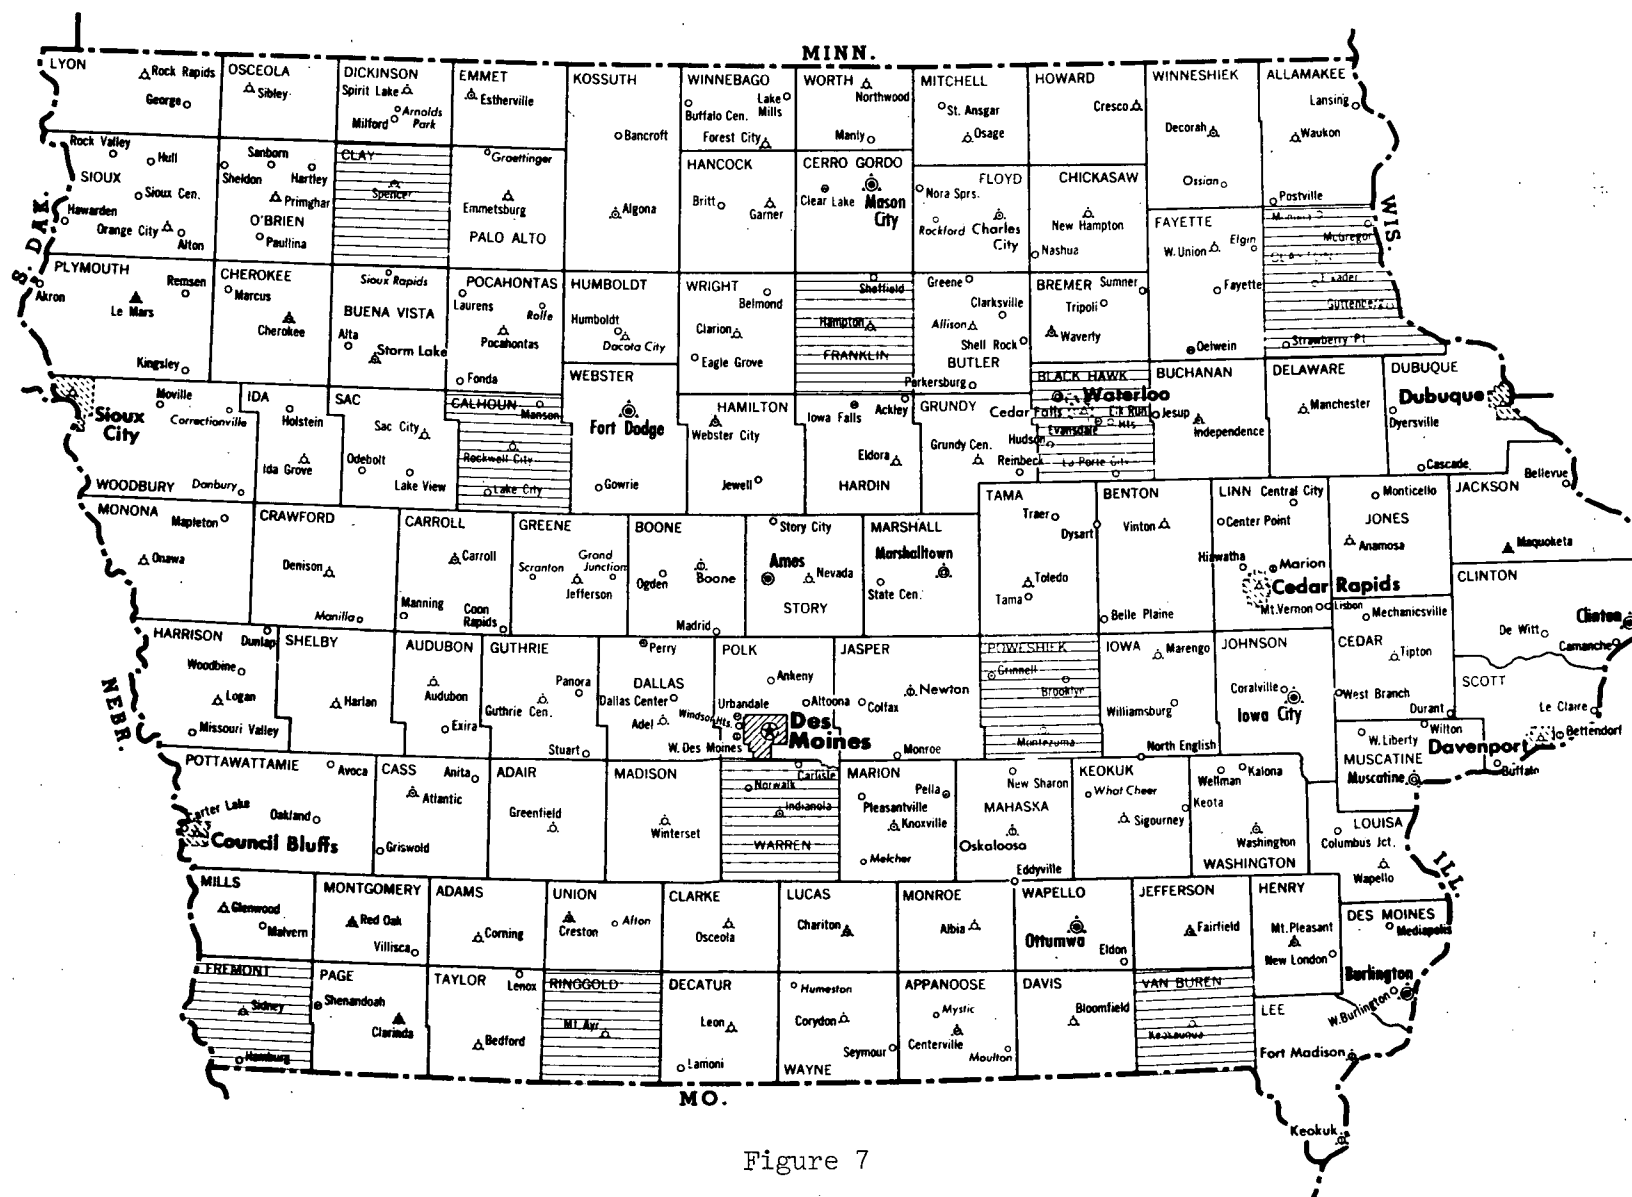 MINN.
LYON
Rock Rapids
George
OSCEOLA
Sibley
DICKINSON
Spirit Lake
Arnolds
Park
Milford
EMMET
Estherville
KOSSUTH
Bancroft
Algona
WINNEBAGO
Buffalo Cen.
Lake
Mills
Forest City
WORTH
Northwood
Manly
MITCHELL
St. Ansgar
Osage
HOWARD
Cresco
WINNESHIEK
Decorah
Ossian
ALLAMAKEE
Lansing
Waukon
Postville
WIS.
S. DAK.
Rock Valley
Hull
SIOUX
Sioux Cen.
Hawarden
Orange City
Alton
Sanborn
Sheldon
Hartley
Primghar
O'BRIEN
Paullina
CLAY
Spencer
Graettinger
Emmetsburg
PALO ALTO
HANCOCK
Britt
Garner
CERRO GORDO
Clear Lake
Mason
City
FLOYD
Nora Sprs.
Rockford
Charles
City
CHICKASAW
New Hampton
Nashua
FAYETTE
W. Union
Elgin
Fayette
Oelwein
McGregor
Guttenberg
Strawberry Pt
PLYMOUTH
Akron
Remsen
Le Mars
Kingsley
CHEROKEE
Marcus
Cherokee
Sioux Rapids
BUENA VISTA
Alta
Storm Lake
POCAHONTAS
Laurens
Rolfe
Pocahontas
Fonda
HUMBOLDT
Humboldt
Dacota City
WRIGHT
Belmond
Clarion
Eagle Grove
Sheffield
Hampton
FRANKLIN
Greene
Clarksville
Allison
Shell Rock
BUTLER
Parkersburg
BREMER
Sumner
Tripoli
Waverly
Sioux
City
Moville
Correctionville
WOODBURY
Danbury
IDA
Holstein
Ida Grove
SAC
Sac City
Odebolt
Lake View
CALHOUN
Manson
Rockwell City
Lake City
WEBSTER
Fort Dodge
Gowrie
HAMILTON
Webster City
Jewell
Iowa Falls
Ackley
Eldora
HARDIN
GRUNDY
Grundy Cen.
Reinbeck
BLACK HAWK
Waterloo
Cedar Falls
Elk Run
Hts
Evansdale
Hudson
La Porte City
BUCHANAN
Jesup
Independence
DELAWARE
Manchester
DUBUQUE
Dubuque
Dyersville
Cascade
MONONA
Mapleton
Onawa
CRAWFORD
Denison
Manilla
CARROLL
Carroll
Manning
Coon
Rapids
GREENE
Scranton
Grand
Junction
Jefferson
BOONE
Ogden
Boone
Madrid
Story City
Ames
Nevada
STORY
MARSHALL
Marshalltown
State Cen.
TAMA
Traer
Dysart
Toledo
Tama
BENTON
Vinton
Belle Plaine
LINN
Central City
Center Point
Hiawatha
Marion
Cedar Rapids
Mt. Vernon
Lisbon
JONES
Monticello
Anamosa
JACKSON
Bellevue
Maquoketa
CLINTON
Clinton
De Witt
Camanche
NEBR.
HARRISON
Dunlap
Woodbine
Logan
Missouri Valley
SHELBY
Harlan
AUDUBON
Audubon
Exira
GUTHRIE
Panora
Guthrie Cen.
Stuart
Perry
DALLAS
Dallas Center
Adel
POLK
Ankeny
Urbandale
Altoona
Windsor Hts.
W. Des Moines
Des
Moines
JASPER
Newton
Colfax
Monroe
POWESHIEK
Grinnell
Brooklyn
Montezuma
IOWA
Marengo
Williamsburg
North English
JOHNSON
Coralville
Iowa City
CEDAR
Mechanicsville
Tipton
West Branch
Durant
SCOTT
Le Claire
Bettendorf
Davenport
Buffalo
MUSCATINE
Wilton
W. Liberty
Muscatine
POTTAWATTAMIE
Avoca
Carter Lake
Oakland
Council Bluffs
CASS
Anita
Atlantic
Griswold
ADAIR
Greenfield
MADISON
Winterset
Carlisle
Norwalk
Indianola
WARREN
MARION
Pella
Pleasantville
Knoxville
Melcher
New Sharon
MAHASKA
Oskaloosa
Eddyville
KEOKUK
What Cheer
Keota
Sigourney
Wellman
Kalona
Washington
WASHINGTON
LOUISA
Columbus Jct.
Wapello
ILL.
MILLS
Glenwood
Malvern
MONTGOMERY
Red Oak
Villisca
ADAMS
Corning
UNION
Afton
Creston
CLARKE
Osceola
LUCAS
Chariton
MONROE
Albia
WAPELLO
Ottumwa
Eldon
JEFFERSON
Fairfield
HENRY
Mt. Pleasant
New London
DES MOINES
Mediapolis
Burlington
W. Burlington
FREMONT
Sidney
Hamburg
PAGE
Shenandoah
Clarinda
TAYLOR
Lenox
Bedford
RINGGOLD
Mt. Ayr
DECATUR
Leon
Lamoni
Humeston
Corydon
Seymour
WAYNE
APPANOOSE
Mystic
Centerville
Moulton
DAVIS
Bloomfield
VAN BUREN
LEE
Fort Madison
Keokuk
MO.
Figure 7